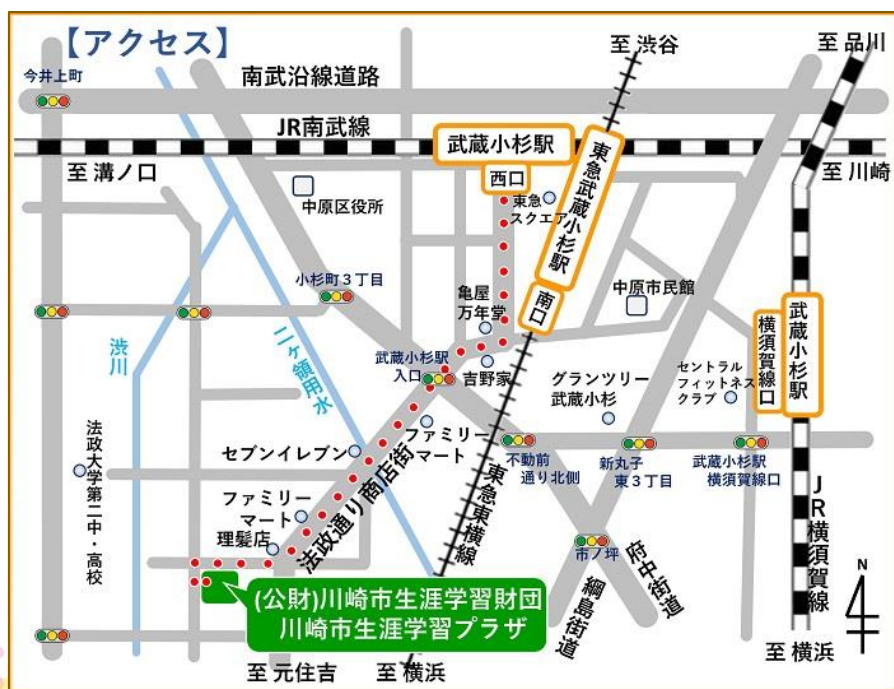 【アクセス】
至 渋谷
至 品川
今井上町
南武沿線道路
JR南武線
武蔵小杉駅
至 溝ノ口
西口
東急武蔵小杉駅
至 川崎
中原区役所
東急
スクエア
小杉町3丁目
亀屋
万年堂
南口
中原市民館
武蔵小杉駅
横須賀線口
渋川
二ヶ領用水
武蔵小杉駅
入口
吉野家
グランツリー
武蔵小杉
セントラル
フィットネス
クラブ
法政大学第二中・高校
セブンイレブン
ファミリー
マート
不動前
通り北側
新丸子
東3丁目
武蔵小杉駅
横須賀線口
ファミリー
マート
理髪店
法政通り商店街
東急東横線
JR横須賀線
市ノ坪
府中街道
綱島街道
N
(公財)川崎市生涯学習財団
川崎市生涯学習プラザ
至 元住吉
至 横浜
至 横浜